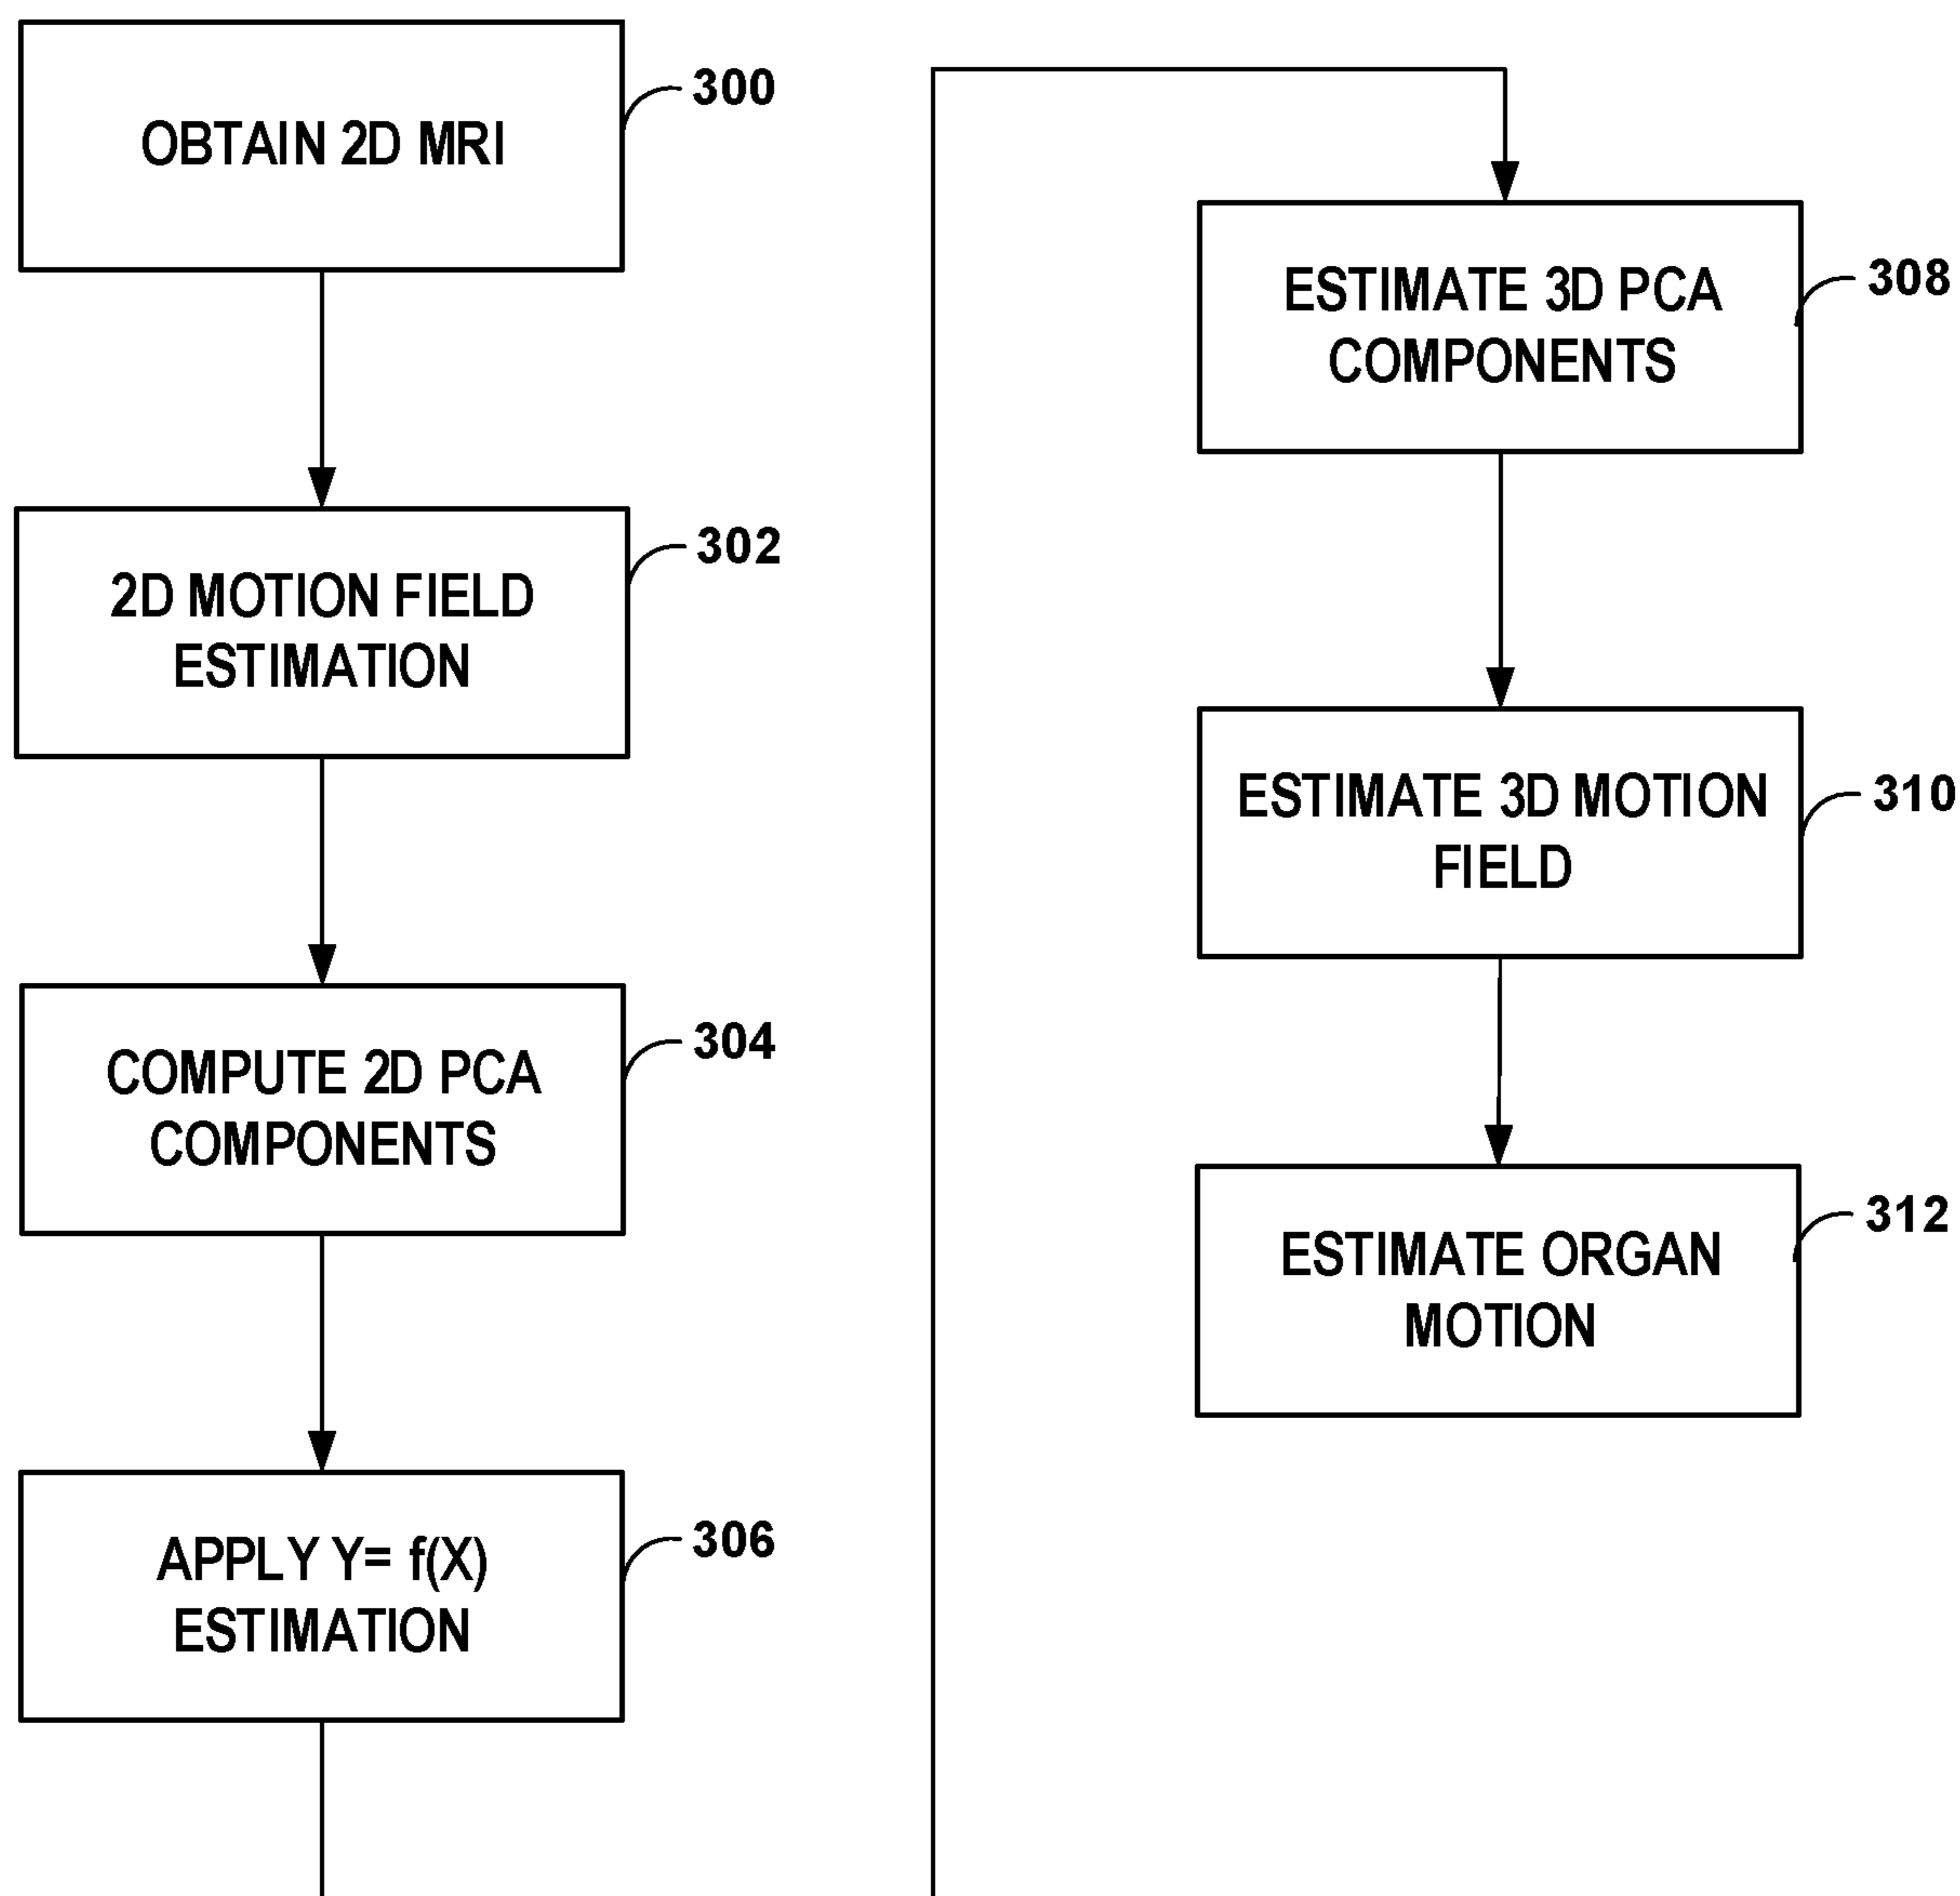 OBTAIN 2D MRI
300
2D MOTION FIELD
ESTIMATION
302
COMPUTE 2D PCA
COMPONENTS
304
APPLY Y= f(X)
ESTIMATION
306
ESTIMATE 3D PCA
COMPONENTS
308
ESTIMATE 3D MOTION
FIELD
310
ESTIMATE ORGAN
MOTION
312